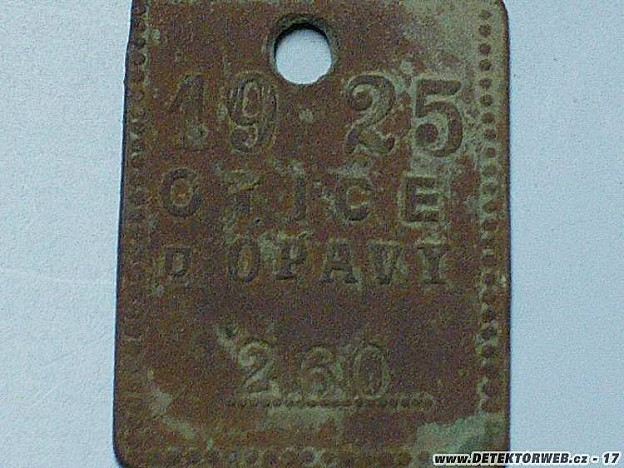 19 25
OTICE
U OPAVY
260
www.DETEKTORWEB.cz - 17